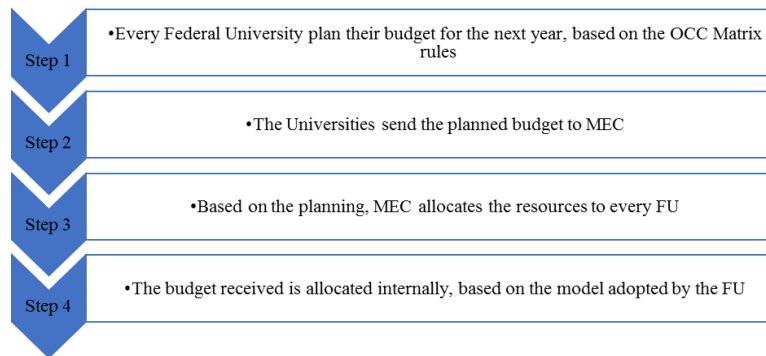 Step 1
•Every Federal University plan their budget for the next year, based on the OCC Matrix
rules
Step 2
•The Universities send the planned budget to MEC
Step 3
•Based on the planning, MEC allocates the resources to every FU
Step 4
•The budget received is allocated internally, based on the model adopted by the FU